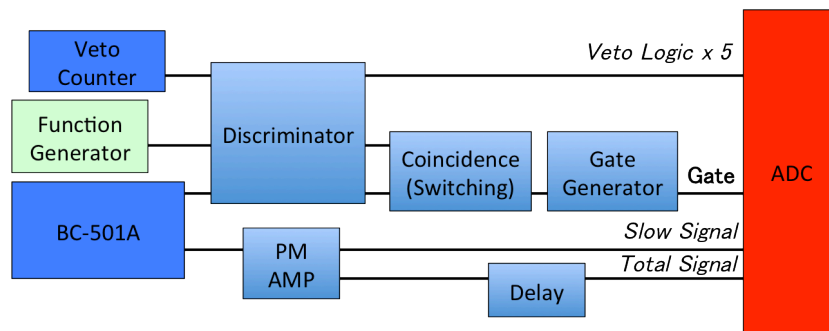 Veto
Counter
Veto Logic x 5
Function
Generator
Discriminator
Coincidence
(Switching)
Gate
Generator
Gate
ADC
BC-501A
PM
AMP
Slow Signal
Total Signal
Delay